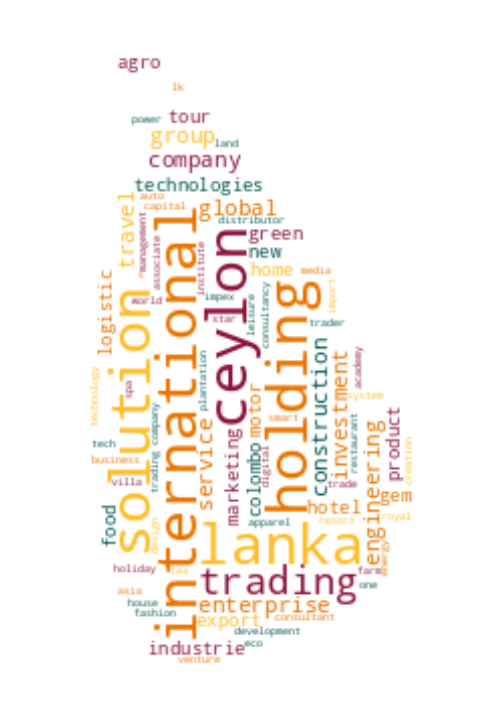 agro
lk
power
tour
group
land
company
technologies
auto
capital
travel
global
distributor
green
management
associate
institute
international
ceylon
new
home
media
logistic
world
impex
leisure
consultancy
import
solution
holding
star
trader
plantation
construction
investment
academy
technology
spa
trading company
service
motor
smart
system
restaurant
product
creation
tech
marketing
colombo
digital
engineering
business
villa
trade
gem
hotel
royal
food
design
apparel
resort
lanka
energy
holiday
tea
trading
farm
one
asia
house
enterprise
fashion
export
consultant
development
industrie
eco
venture